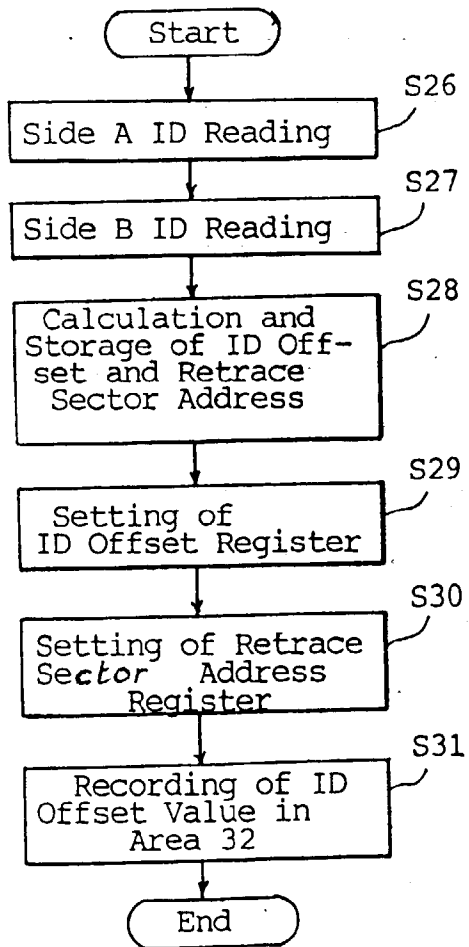 Start
S26
Side A ID Reading
S27
Side B ID Reading
S28
Calculation and
Storage of ID Off-
set and Retrace
Sector Address
S29
Setting of
ID Offset Register
S30
Setting of Retrace
Sector Address
Register
S31
Recording of ID
Offset Value in
Area 32
End